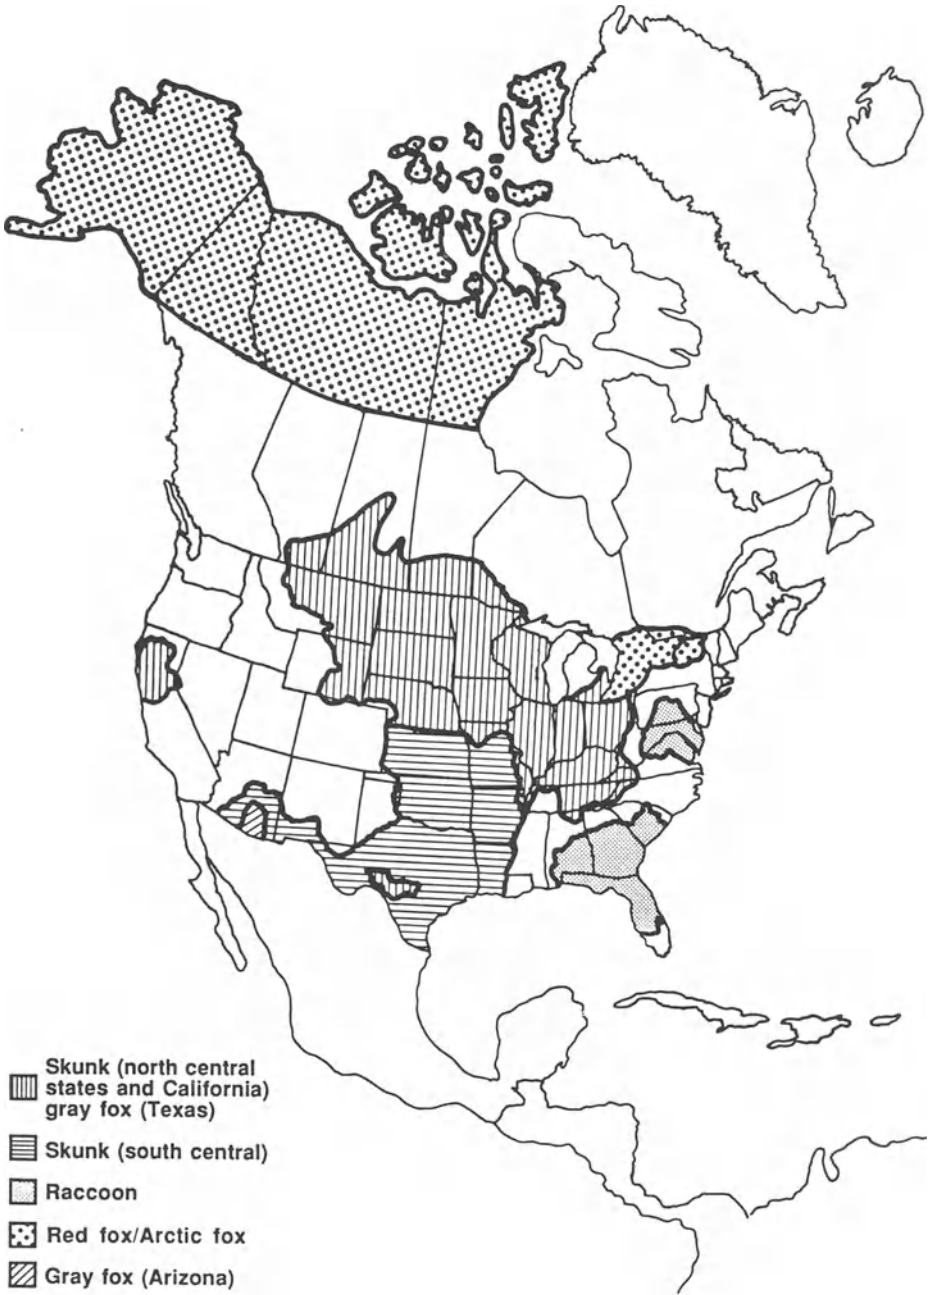 Skunk (north central
states and California)
gray fox (Texas)
Skunk (south central)
Raccoon
Red fox/Arctic fox
Gray fox (Arizona)